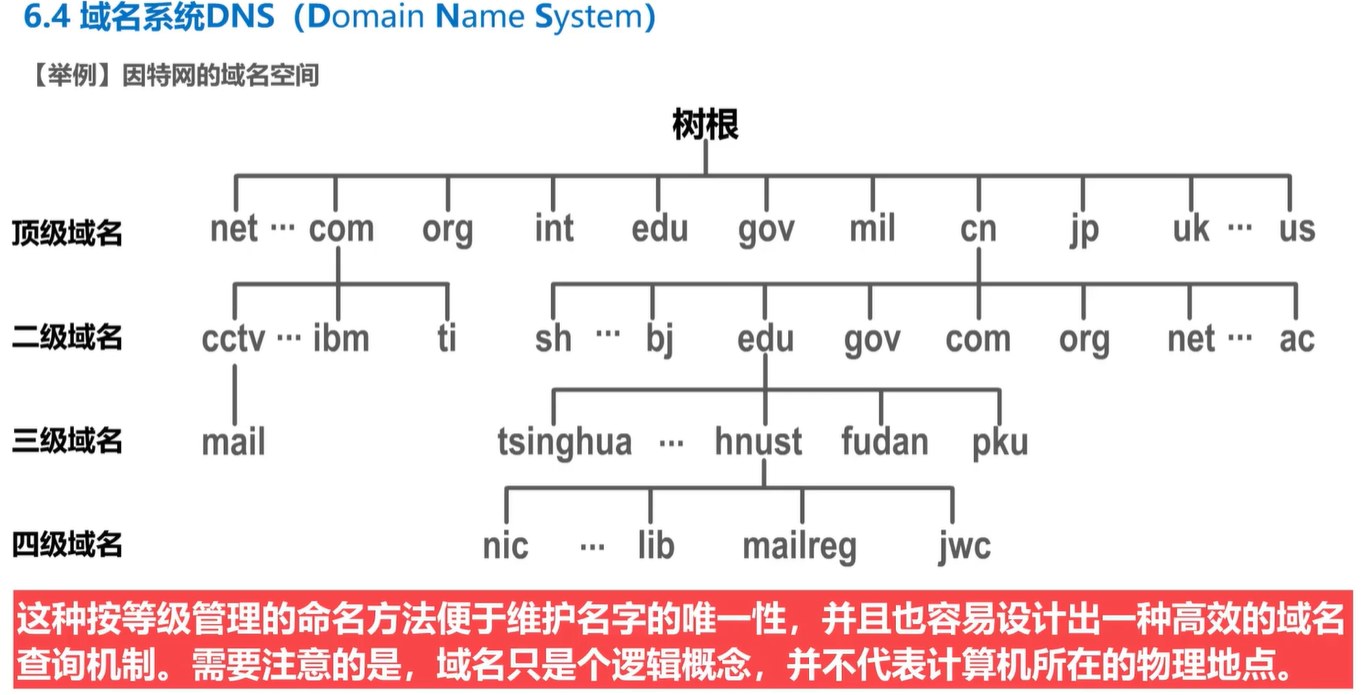 6.4 域名系统DNS（Domain Name System）
【举例】因特网的域名空间
树根
顶级域名 net ··· com org int edu gov mil cn jp uk ··· us
二级域名 cctv ··· ibm ti sh ··· bj edu gov com org net ··· ac
三级域名 mail tsinghua ··· hnust fudan pku
四级域名 nic ··· lib mailreg jwc
这种按等级管理的命名方法便于维护名字的唯一性，并且也容易设计出一种高效的域名
查询机制。需要注意的是，域名只是个逻辑概念，并不代表计算机所在的物理地点。